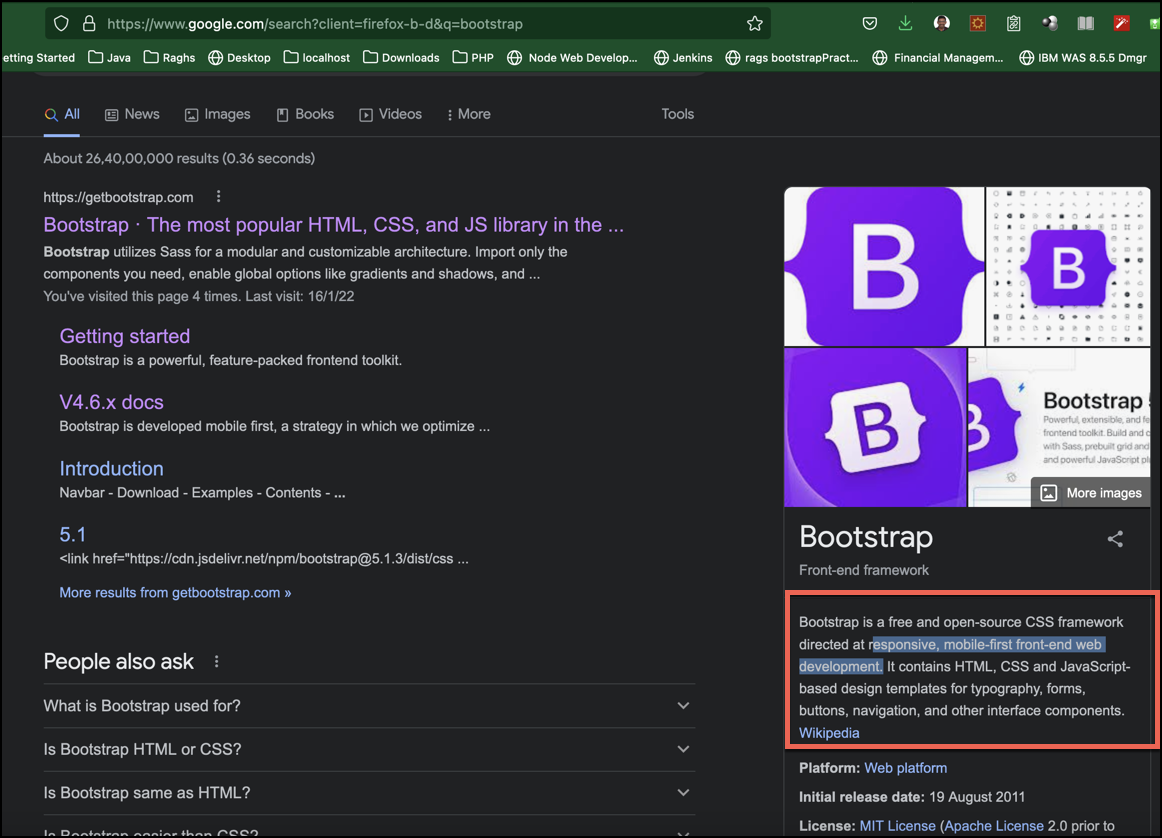 https://www.google.com/search?client=firefox-b-d&q=bootstrap
etting Started Java Raghs Desktop localhost Downloads PHP Node Web Develop... Jenkins rags bootstrapPract... Financial Managem... IBM WAS 8.5.5 Dmgr
All News Images Books Videos More Tools
About 26,40,00,000 results (0.36 seconds)
https://getbootstrap.com
Bootstrap · The most popular HTML, CSS, and JS library in the ...
Bootstrap utilizes Sass for a modular and customizable architecture. Import only the
components you need, enable global options like gradients and shadows, and ...
You've visited this page 4 times. Last visit: 16/1/22
Getting started
Bootstrap is a powerful, feature-packed frontend toolkit.
V4.6.x docs
Bootstrap is developed mobile first, a strategy in which we optimize ...
Introduction
Navbar - Download - Examples - Contents - ...
5.1
<link href="https://cdn.jsdelivr.net/npm/bootstrap@5.1.3/dist/css ...
More results from getbootstrap.com »
People also ask
What is Bootstrap used for?
Is Bootstrap HTML or CSS?
Is Bootstrap same as HTML?
Is Bootstrap easier than CSS?
B
B
B
B
Bootstrap
Powerful, extensible, and fe
frontend toolkit. Build and c
with Sass, prebuilt grid and
and powerful JavaScript pl
More images
Bootstrap
Front-end framework
Bootstrap is a free and open-source CSS framework
directed at responsive, mobile-first front-end web
development. It contains HTML, CSS and JavaScript-
based design templates for typography, forms,
buttons, navigation, and other interface components.
Wikipedia
Platform: Web platform
Initial release date: 19 August 2011
License: MIT License (Apache License 2.0 prior to